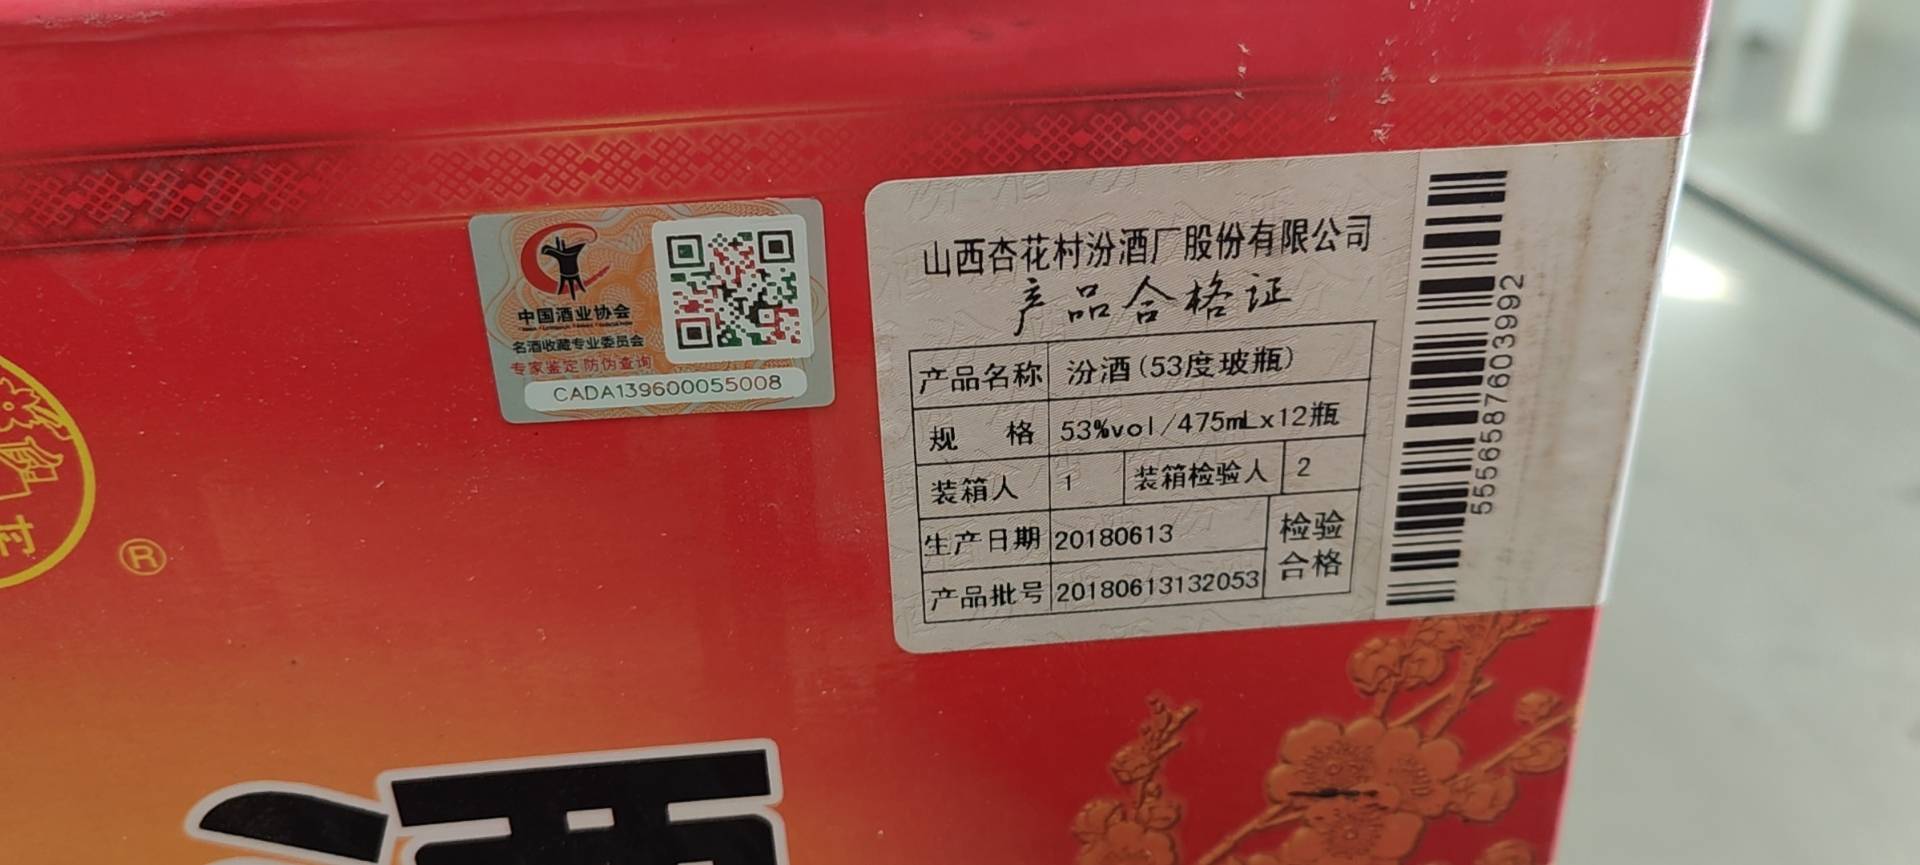 中国酒业协会
名酒收藏专业委员会
专家鉴定 防伪查询
CADA139600055008
山西杏花村汾酒厂股份有限公司
产品合格证
产品名称 汾酒(53度玻瓶)
规 格 53%vol/475mLx12瓶
装箱人 1 装箱检验人 2
生产日期 20180613 检验
产品批号 20180613132053 合格
5556587603992
村
®
酒